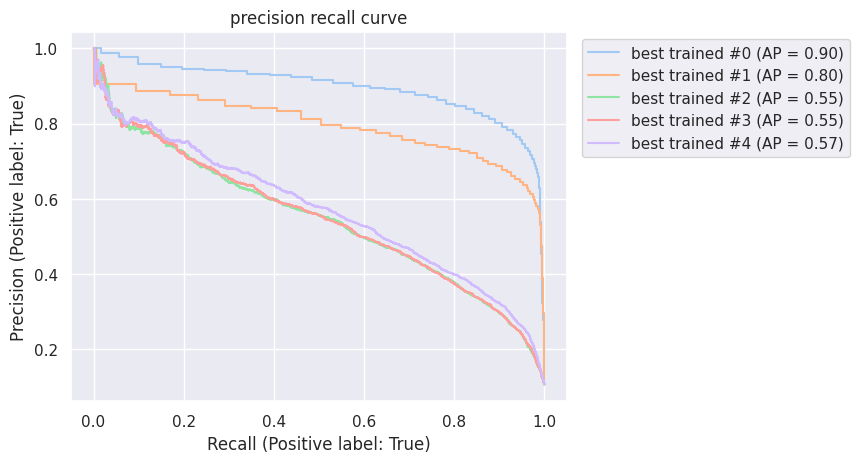 precision recall curve
1.0
0.8
0.6
0.4
0.2
Precision (Positive label: True)
0.0 0.2 0.4 0.6 0.8 1.0
Recall (Positive label: True)
best trained #0 (AP = 0.90)
best trained #1 (AP = 0.80)
best trained #2 (AP = 0.55)
best trained #3 (AP = 0.55)
best trained #4 (AP = 0.57)